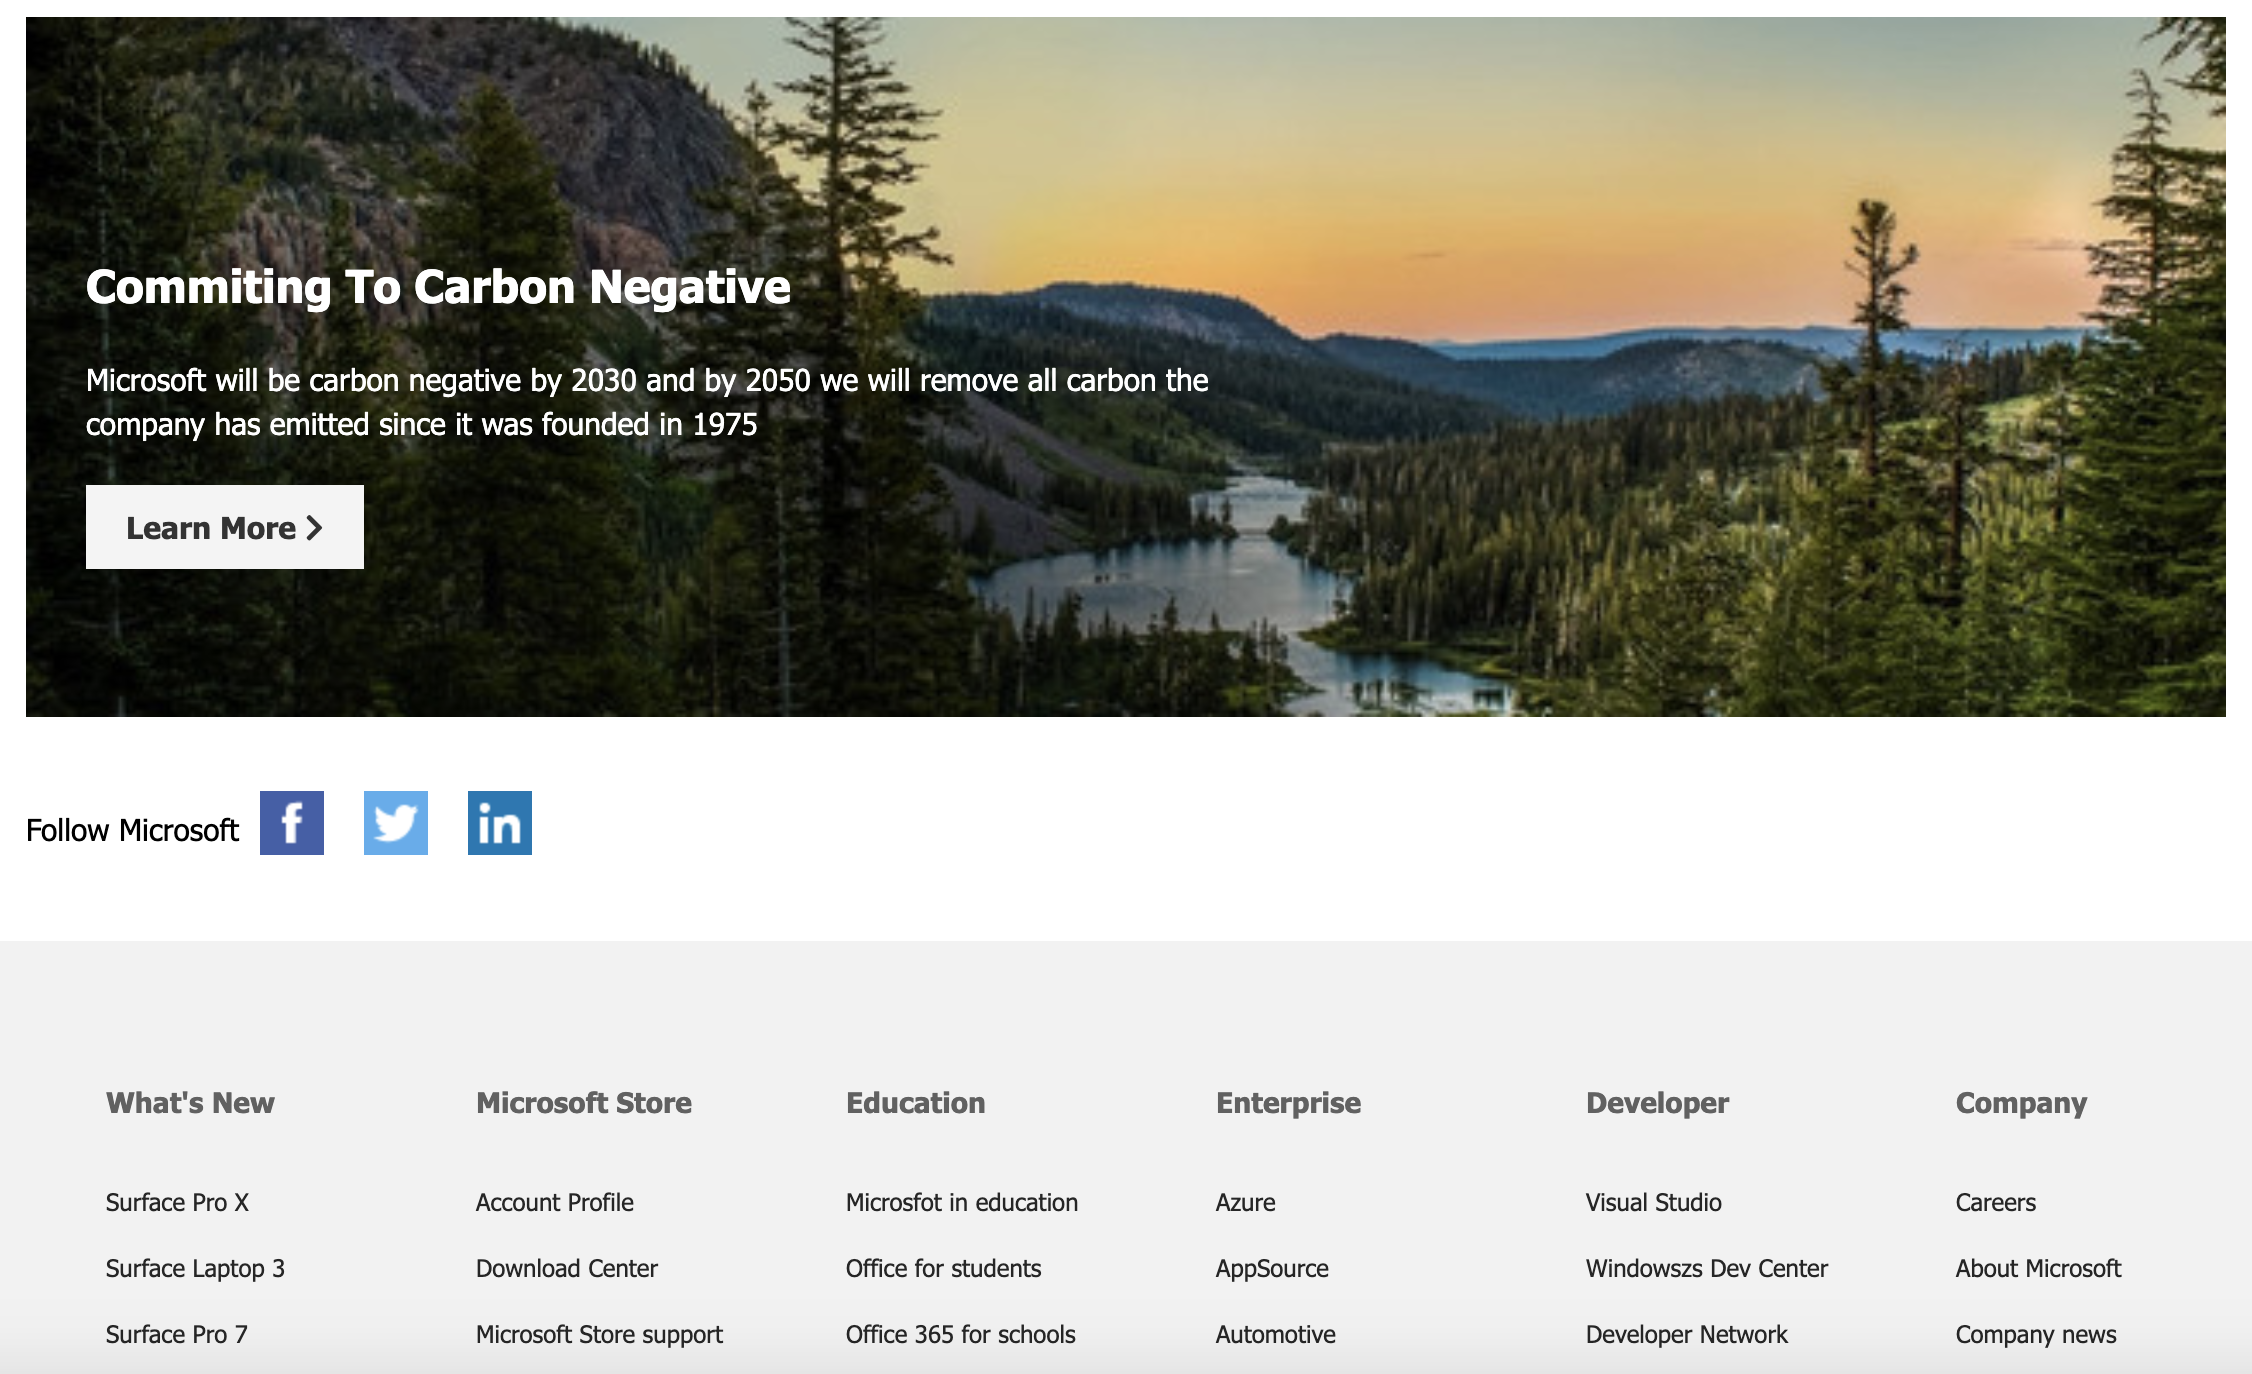 Commiting To Carbon Negative
Microsoft will be carbon negative by 2030 and by 2050 we will remove all carbon the
company has emitted since it was founded in 1975
Learn More
Follow Microsoft
What's New
Surface Pro X
Surface Laptop 3
Surface Pro 7
Microsoft Store
Account Profile
Download Center
Microsoft Store support
Education
Microsfot in education
Office for students
Office 365 for schools
Enterprise
Azure
AppSource
Automotive
Developer
Visual Studio
Windowszs Dev Center
Developer Network
Company
Careers
About Microsoft
Company news